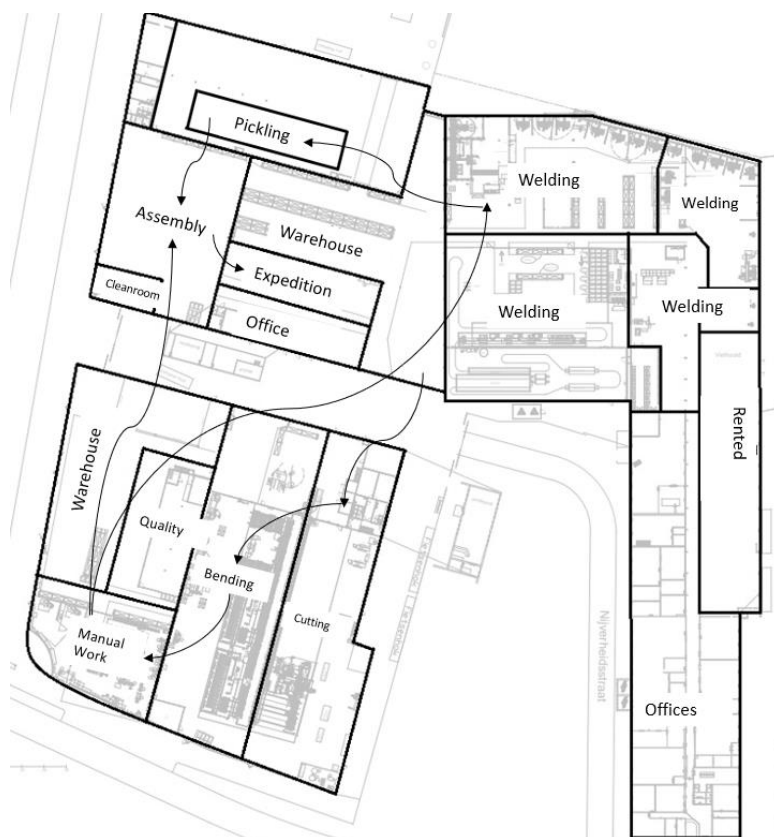 Pickling
Welding
Welding
Assembly
Warehouse
Expedition
Cleanroom
Office
Welding
Welding
Rented
Warehouse
Quality
Bending
Cutting
Manual
Work
Nijverheidsstraat
Offices